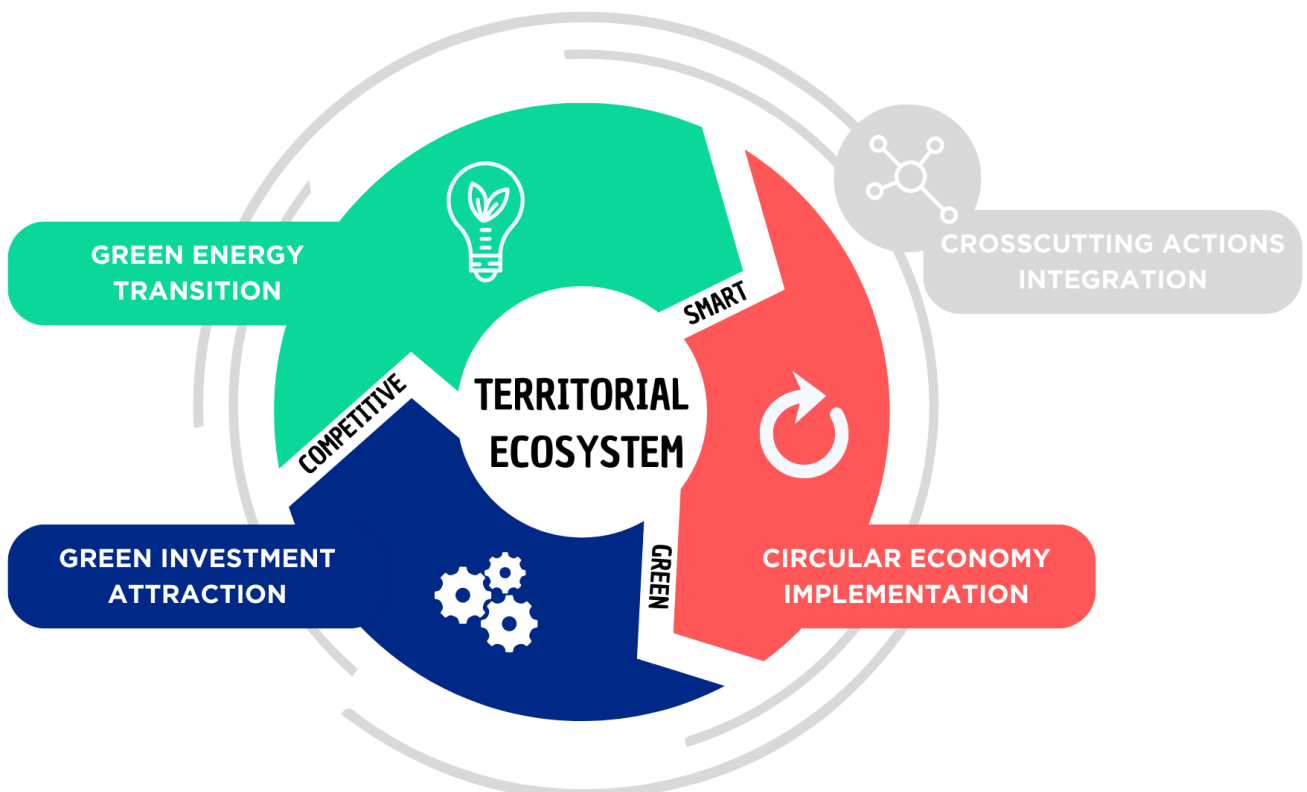 GREEN ENERGY
TRANSITION
CROSSCUTTING ACTIONS
INTEGRATION
SMART
COMPETITIVE
TERRITORIAL
ECOSYSTEM
GREEN
GREEN INVESTMENT
ATTRACTION
CIRCULAR ECONOMY
IMPLEMENTATION